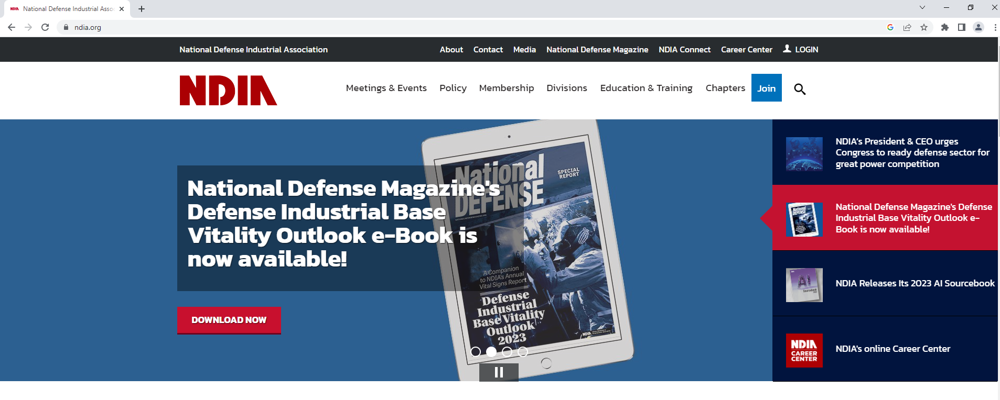 National Defense Industrial Asso
ndia.org
National Defense Industrial Association
About Contact Media National Defense Magazine NDIA Connect Career Center LOGIN
NDIA
Meetings & Events Policy Membership Divisions Education & Training Chapters Join
National Defense Magazine's
Defense Industrial Base
Vitality Outlook e-Book is
now available!
DOWNLOAD NOW
National
DEFENSE
SPECIAL
REPORT
A Companion
to NDIA's Annual
Vital Signs Report
Defense
Industrial
Base Vitality
Outlook
2023
NDIA
NDIA's President & CEO urges
Congress to ready defense sector for
great power competition
National
DEFENSE
National Defense Magazine's Defense
Industrial Base Vitality Outlook e-
Book is now available!
AI
Sourcebook
NDIA Releases Its 2023 AI Sourcebook
NDIA
CAREER
CENTER
NDIA's online Career Center